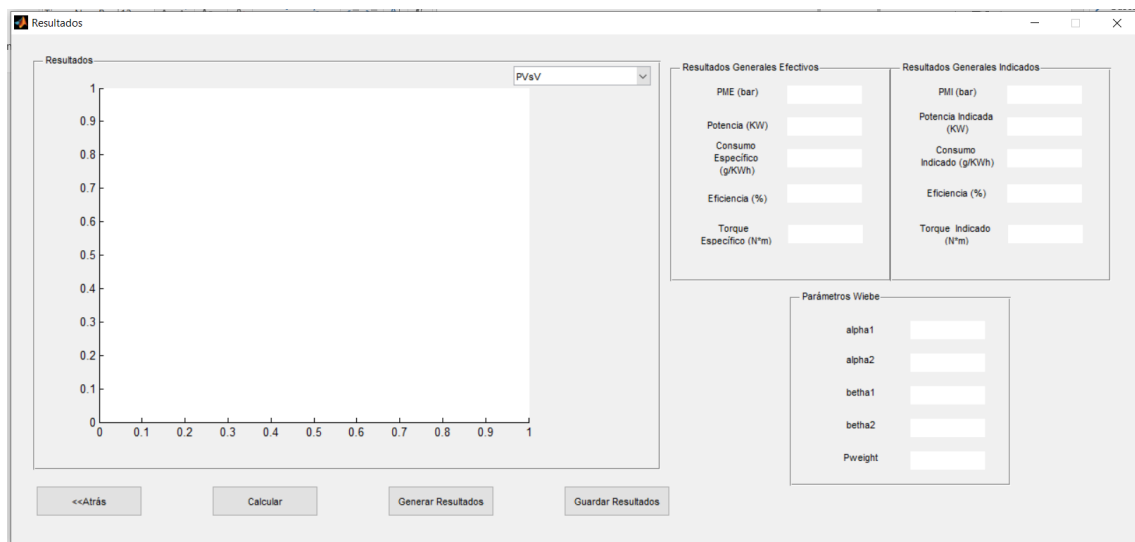 Resultados
Resultados
PVsV
1
0.9
0.8
0.7
0.6
0.5
0.4
0.3
0.2
0.1
0
0 0.1 0.2 0.3 0.4 0.5 0.6 0.7 0.8 0.9 1
<<Atrás
Calcular
Generar Resultados
Guardar Resultados
Resultados Generales Efectivos
PME (bar)
Potencia (KW)
Consumo
Específico
(g/KWh)
Eficiencia (%)
Torque
Específico (N*m)
Resultados Generales Indicados
PMI (bar)
Potencia Indicada
(KW)
Consumo
Indicado (g/KWh)
Eficiencia (%)
Torque Indicado
(N*m)
Parámetros Wiebe
alpha1
alpha2
betha1
betha2
Pweight